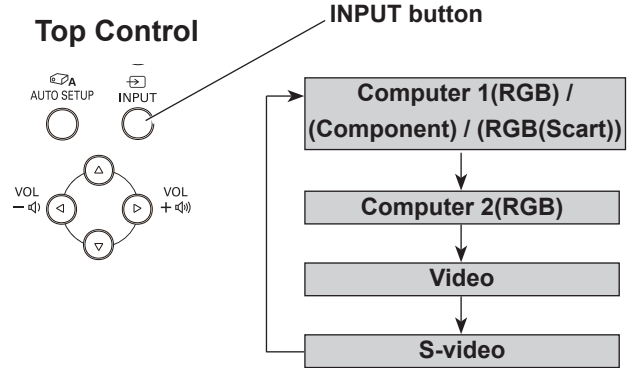 INPUT button
Top Control
A
AUTO SETUP
INPUT
VOL
VOL
−
+
Computer 1(RGB) /
(Component) / (RGB(Scart))
Computer 2(RGB)
Video
S-video